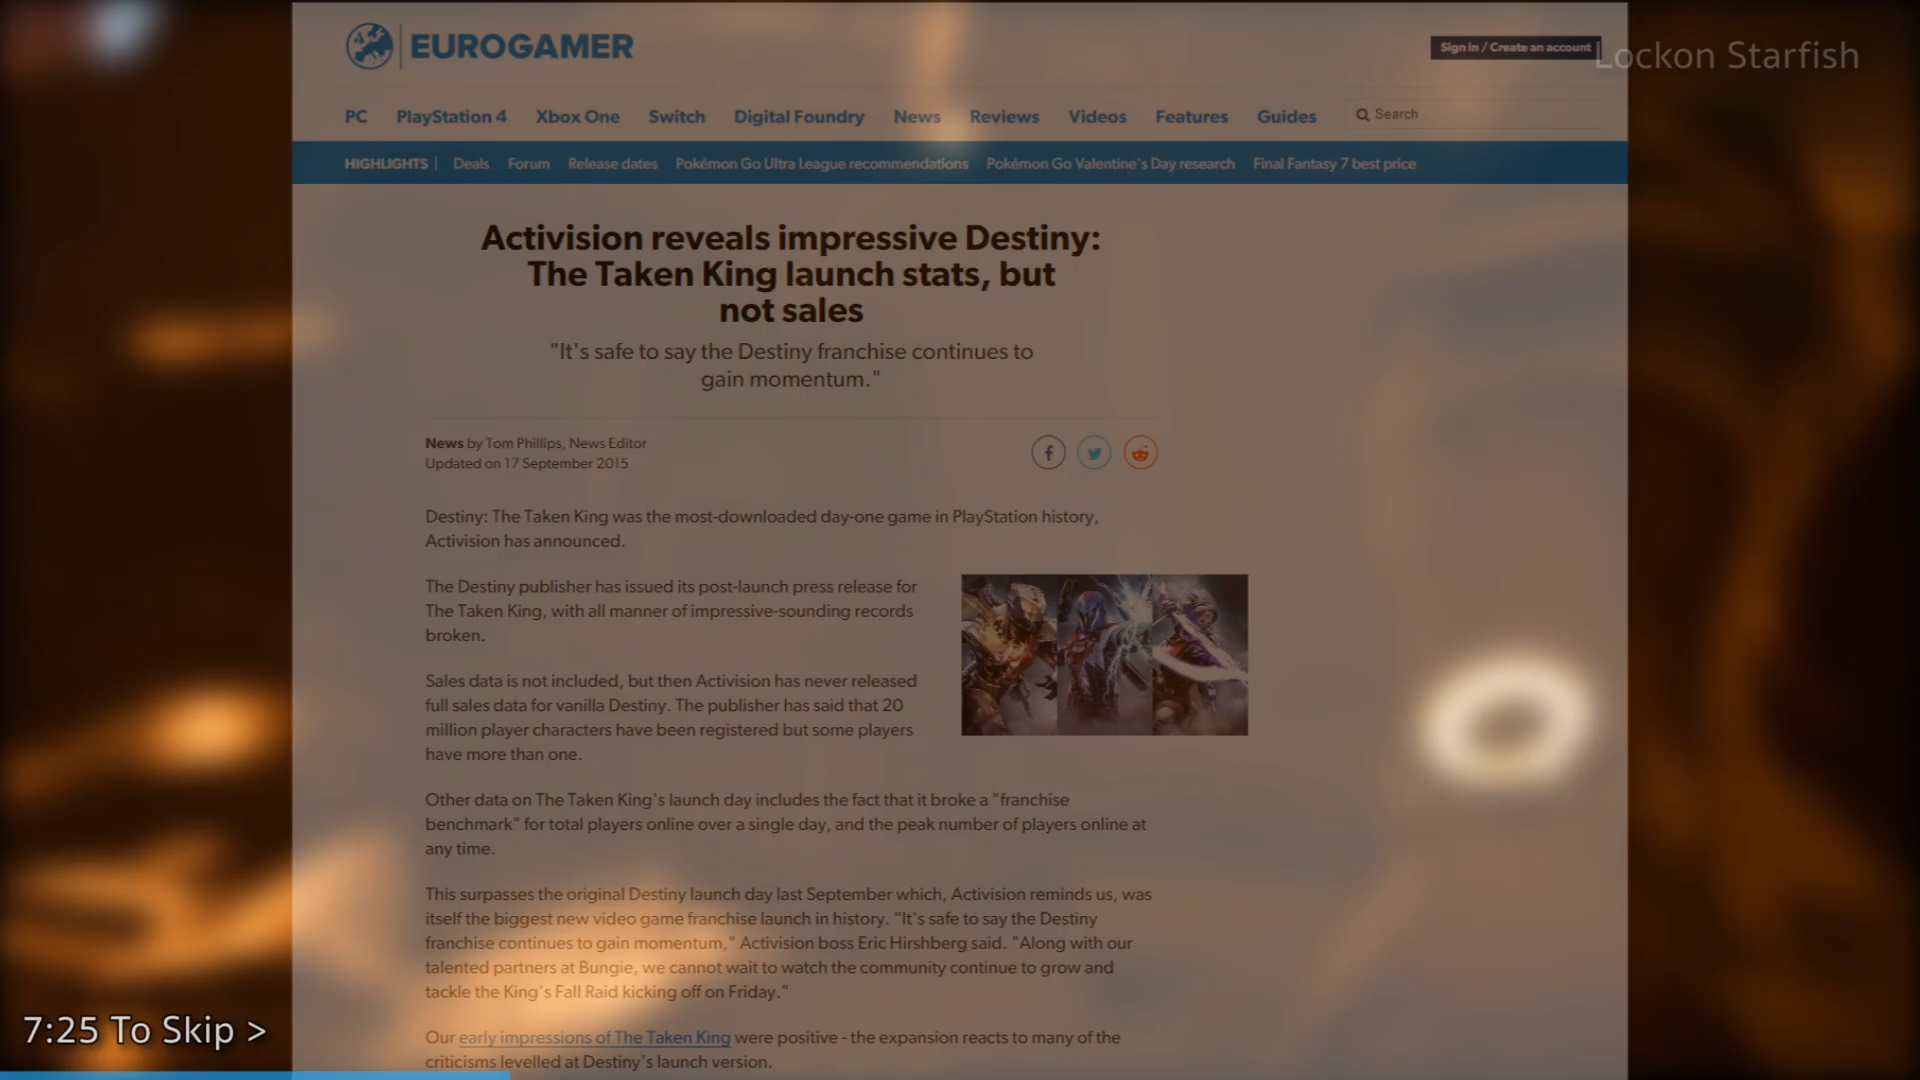 EUROGAMER
Sign in / Create an account
Lockon Starfish
PC PlayStation 4 Xbox One Switch Digital Foundry News Reviews Videos Features Guides Search
HIGHLIGHTS | Deals Forum Release dates Pokémon Go Ultra League recommendations Pokémon Go Valentine's Day research Final Fantasy 7 best price
Activision reveals impressive Destiny:
The Taken King launch stats, but
not sales
"It's safe to say the Destiny franchise continues to
gain momentum."
News by Tom Phillips, News Editor
Updated on 17 September 2015
Destiny: The Taken King was the most-downloaded day-one game in PlayStation history,
Activision has announced.
The Destiny publisher has issued its post-launch press release for
The Taken King, with all manner of impressive-sounding records
broken.
Sales data is not included, but then Activision has never released
full sales data for vanilla Destiny. The publisher has said that 20
million player characters have been registered but some players
have more than one.
Other data on The Taken King's launch day includes the fact that it broke a "franchise
benchmark" for total players online over a single day, and the peak number of players online at
any time.
This surpasses the original Destiny launch day last September which, Activision reminds us, was
itself the biggest new video game franchise launch in history. "It's safe to say the Destiny
franchise continues to gain momentum," Activision boss Eric Hirshberg said. "Along with our
talented partners at Bungie, we cannot wait to watch the community continue to grow and
tackle the King's Fall Raid kicking off on Friday."
Our early impressions of The Taken King were positive - the expansion reacts to many of the
criticisms levelled at Destiny's launch version.
7:25 To Skip >